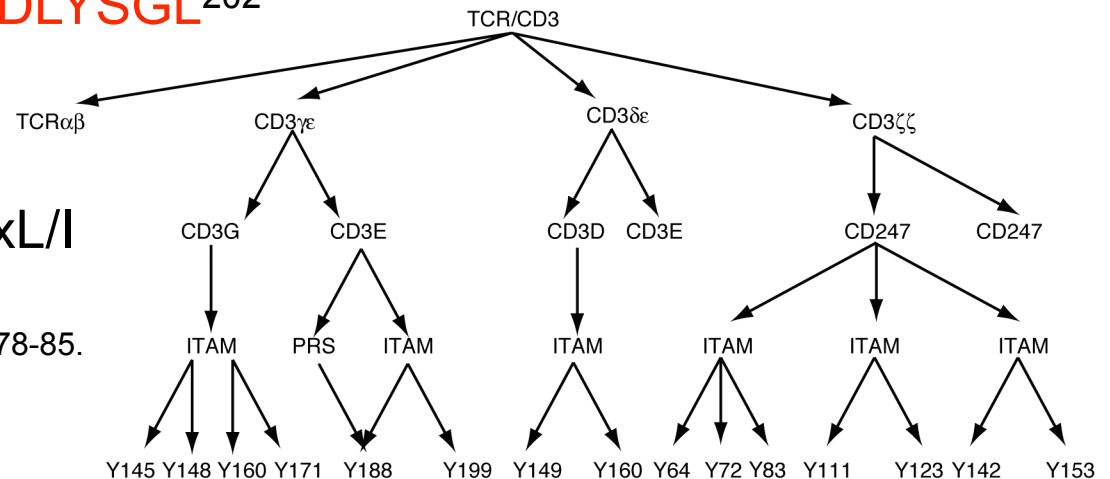 DLYSGL202
TCR/CD3
TCRαβ CD3γε CD3δε CD3ζζ
xL/I
CD3G CD3E CD3D CD3E CD247 CD247
78-85.
ITAM PRS ITAM ITAM ITAM ITAM ITAM
Y145 Y148 Y160 Y171 Y188 Y199 Y149 Y160 Y64 Y72 Y83 Y111 Y123 Y142 Y153